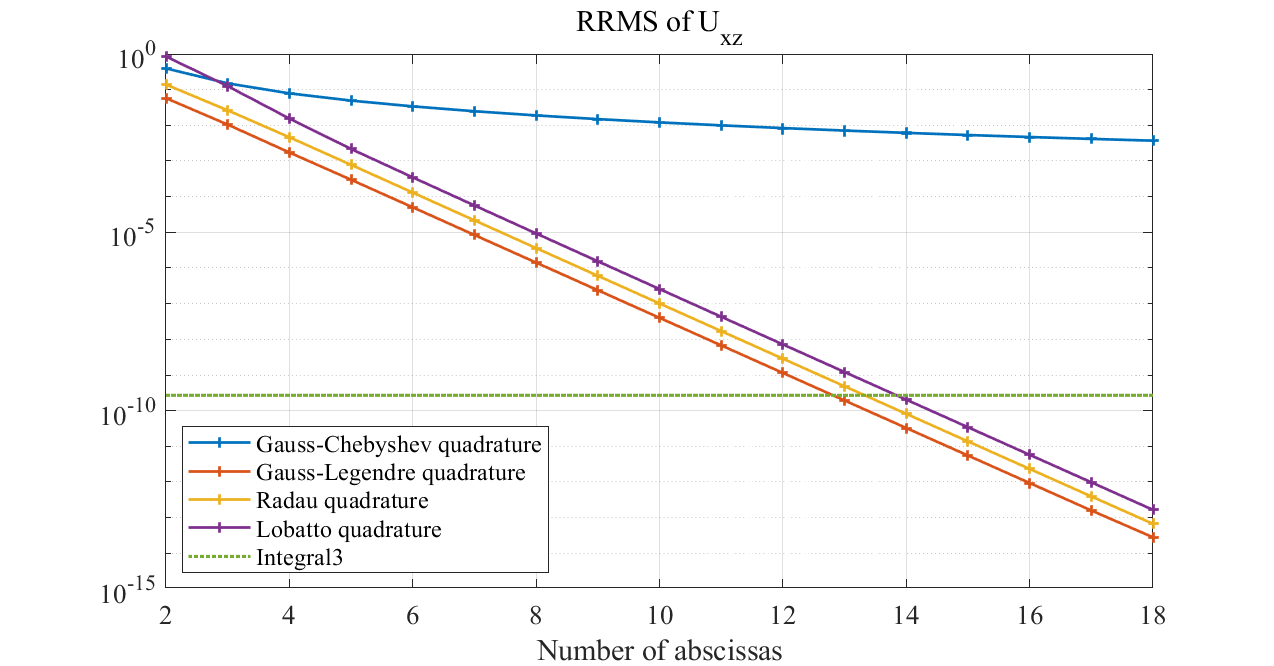 RRMS of U_xz
10^0
10^-5
10^-10
10^-15
Gauss-Chebyshev quadrature
Gauss-Legendre quadrature
Radau quadrature
Lobatto quadrature
Integral3
2 4 6 8 10 12 14 16 18
Number of abscissas